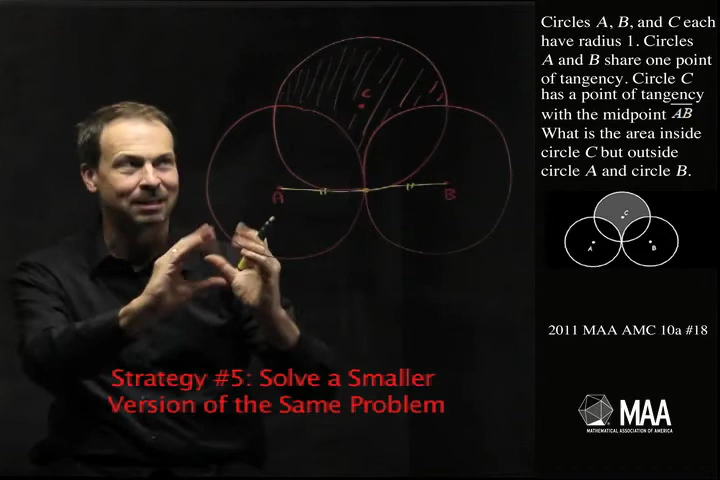 Circles A, B, and C each
have radius 1. Circles
A and B share one point
of tangency. Circle C
has a point of tangency
with the midpoint AB
What is the area inside
circle C but outside
circle A and circle B.
C
A
B
C
A
B
2011 MAA AMC 10a #18
Strategy #5: Solve a Smaller
Version of the Same Problem
MAA
MATHEMATICAL ASSOCIATION OF AMERICA